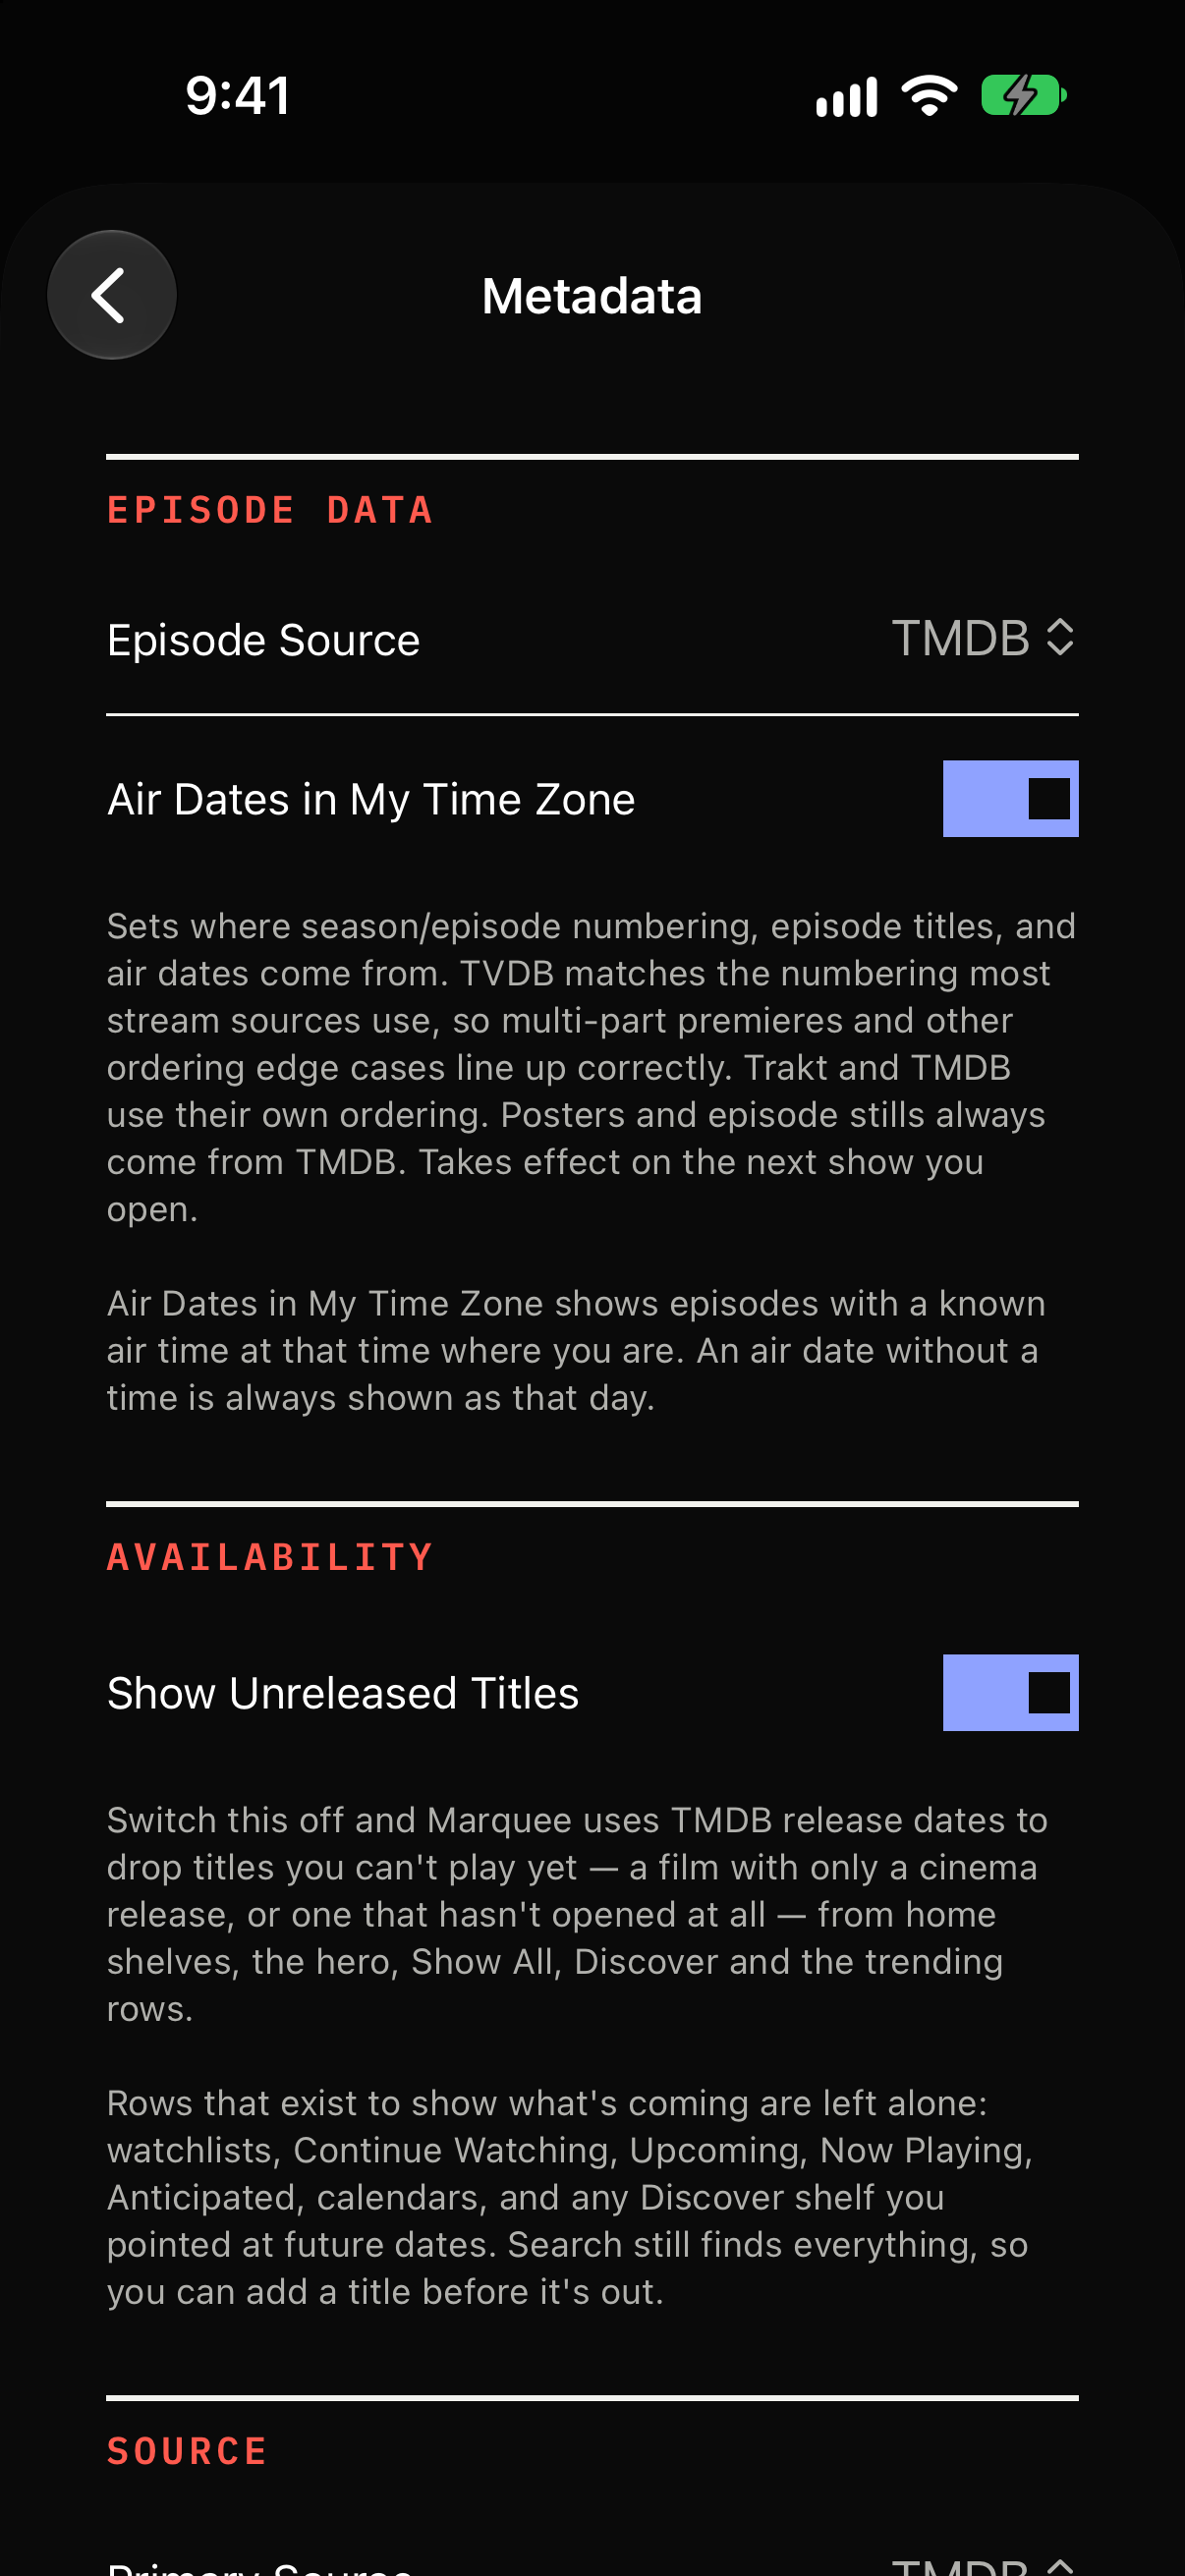 9:41
Metadata
EPISODE DATA
Episode Source TMDB
Air Dates in My Time Zone
Sets where season/episode numbering, episode titles, and
air dates come from. TVDB matches the numbering most
stream sources use, so multi-part premieres and other
ordering edge cases line up correctly. Trakt and TMDB
use their own ordering. Posters and episode stills always
come from TMDB. Takes effect on the next show you
open.
Air Dates in My Time Zone shows episodes with a known
air time at that time where you are. An air date without a
time is always shown as that day.
AVAILABILITY
Show Unreleased Titles
Switch this off and Marquee uses TMDB release dates to
drop titles you can't play yet — a film with only a cinema
release, or one that hasn't opened at all — from home
shelves, the hero, Show All, Discover and the trending
rows.
Rows that exist to show what's coming are left alone:
watchlists, Continue Watching, Upcoming, Now Playing,
Anticipated, calendars, and any Discover shelf you
pointed at future dates. Search still finds everything, so
you can add a title before it's out.
SOURCE
Primary Source TMDB